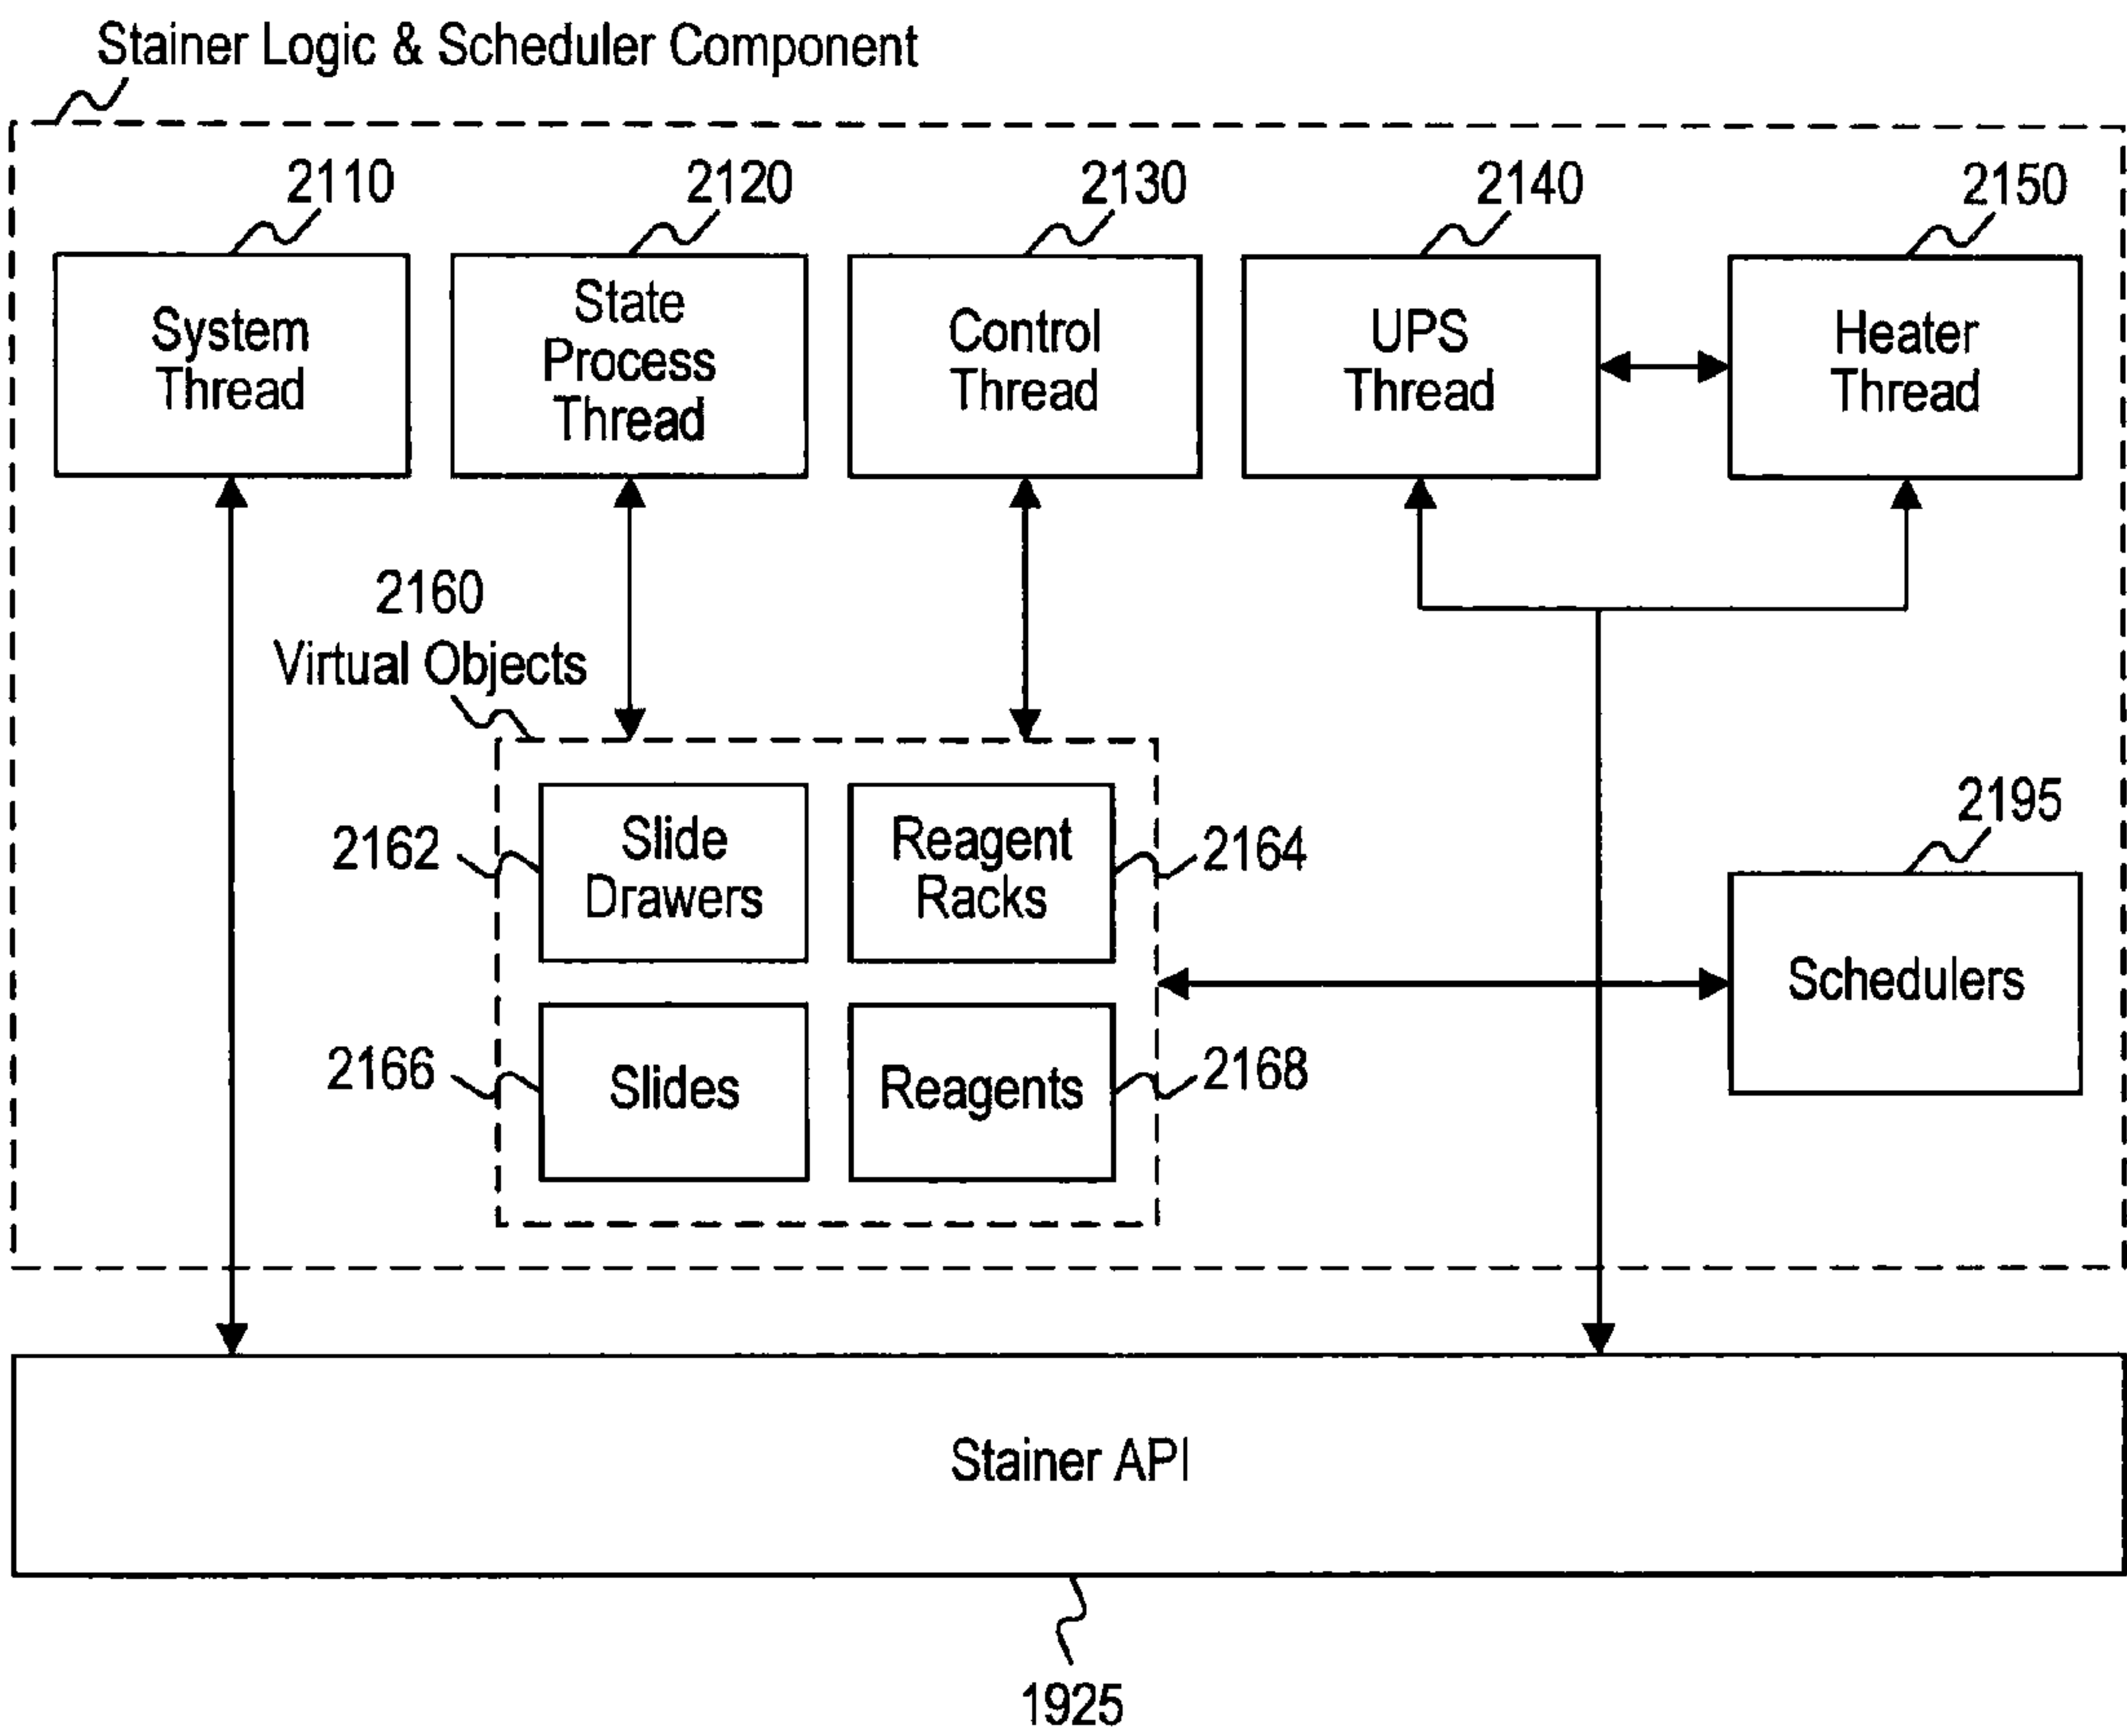 Stainer Logic & Scheduler Component
2110
2120
2130
2140
2150
System
Thread
State
Process
Thread
Control
Thread
UPS
Thread
Heater
Thread
2160
Virtual Objects
2162
Slide
Drawers
Reagent
Racks
2164
2195
Schedulers
2166
Slides
Reagents
2168
Stainer API
1925